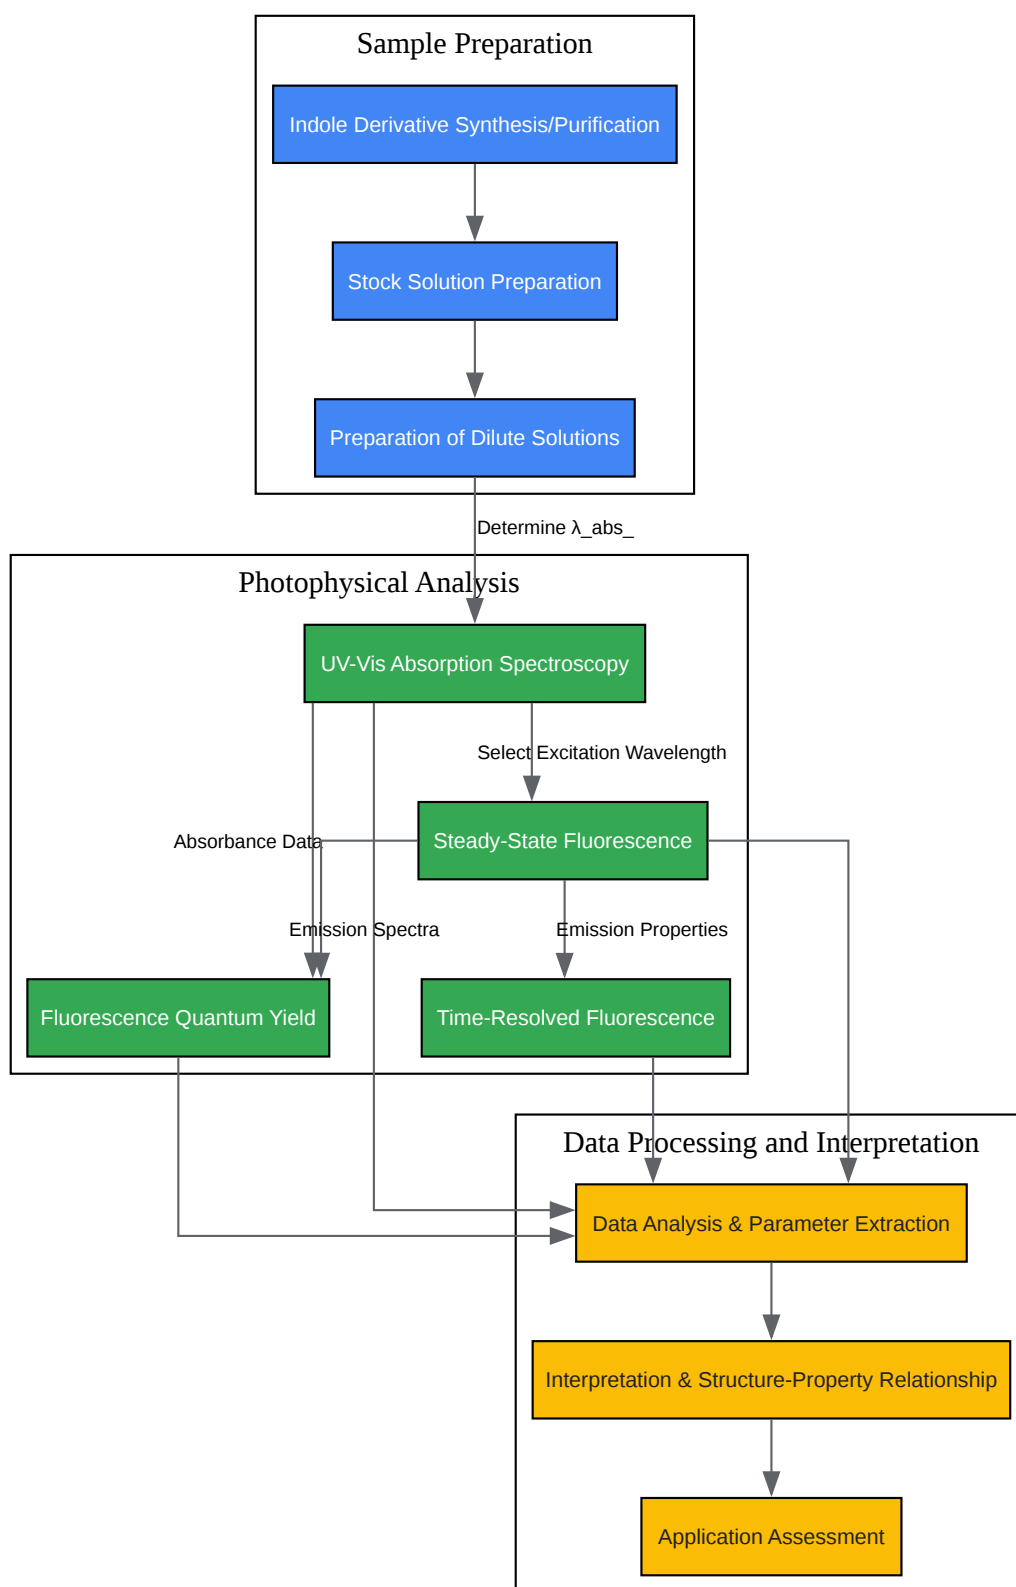 Sample Preparation
Indole Derivative Synthesis/Purification
Stock Solution Preparation
Preparation of Dilute Solutions
Determine λ_abs_
Photophysical Analysis
UV-Vis Absorption Spectroscopy
Select Excitation Wavelength
Absorbance Data
Steady-State Fluorescence
Emission Spectra
Emission Properties
Fluorescence Quantum Yield
Time-Resolved Fluorescence
Data Processing and Interpretation
Data Analysis & Parameter Extraction
Interpretation & Structure-Property Relationship
Application Assessment